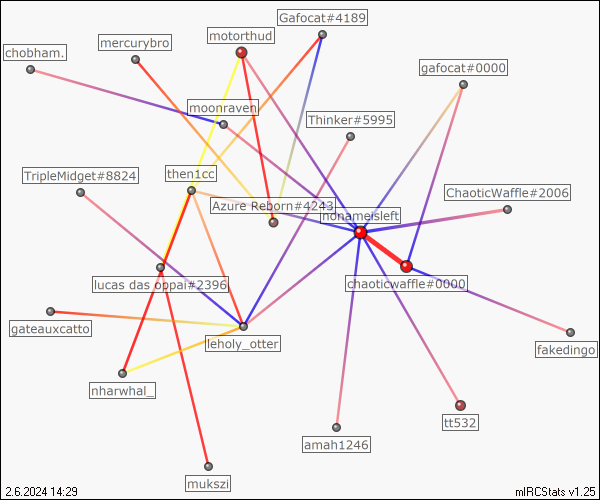 Gafocat#4189
motorthud
mercurybro
chobham.
gafocat#0000
moonraven
Thinker#5995
then1cc
TripleMidget#8824
ChaoticWaffle#2006
Azure Reborn#4243
nonameisleft
lucas das oppai#2396
chaoticwaffle#0000
gateauxcatto
leholy_otter
fakedingo
nharwhal_
tt532
amah1246
mukszi
2.6.2024 14:29
mIRCStats v1.25